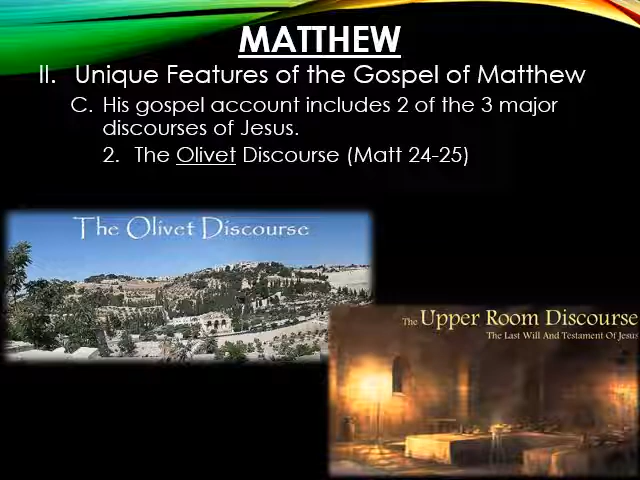 MATTHEW
II. Unique Features of the Gospel of Matthew
C. His gospel account includes 2 of the 3 major
discourses of Jesus.
2. The Olivet Discourse (Matt 24-25)
The Olivet Discourse
The Upper Room Discourse
The Last Will And Testament Of Jesus